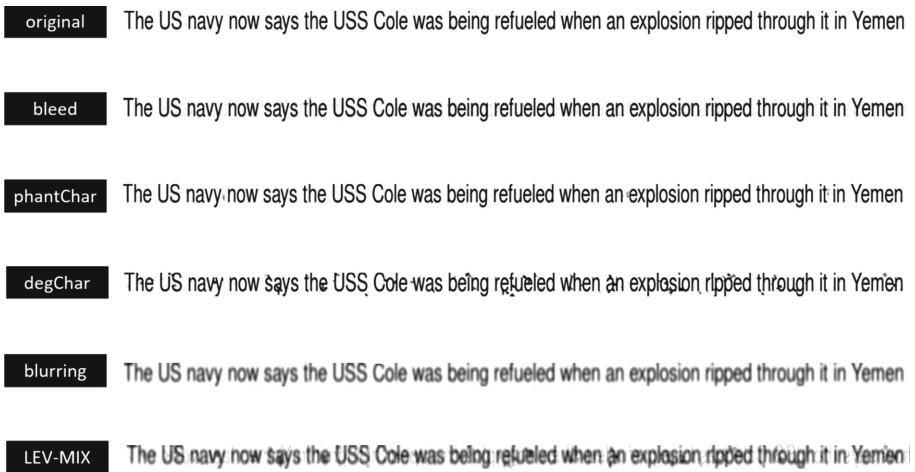 original The US navy now says the USS Cole was being refueled when an explosion ripped through it in Yemen
bleed The US navy now says the USS Cole was being refueled when an explosion ripped through it in Yemen
phantChar The US navy now says the USS Cole was being refueled when an explosion ripped through it in Yemen
degChar The US navy now says the USS Cole was being refueled when an explosion ripped through it in Yemen
blurring The US navy now says the USS Cole was being refueled when an explosion ripped through it in Yemen
LEV-MIX The US navy now says the USS Cole was being refueled when an explosion ripped through it in Yemen